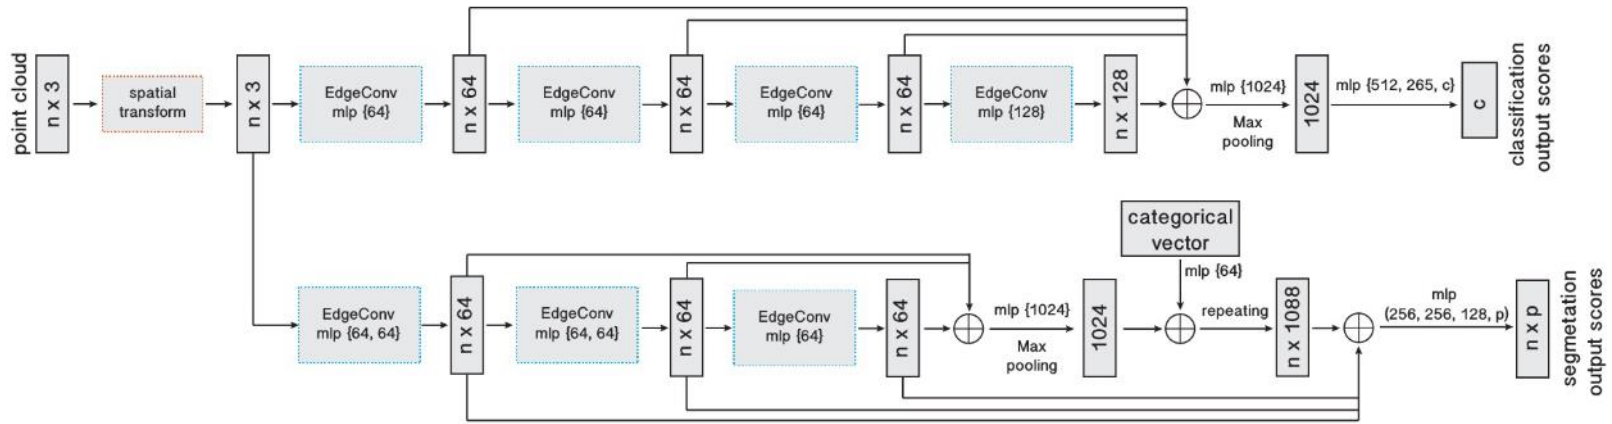 point cloud
n x 3
spatial
transform
n x 3
EdgeConv
mlp {64}
n x 64
EdgeConv
mlp {64}
n x 64
EdgeConv
mlp {64}
n x 64
EdgeConv
mlp {128}
n x 128
mlp {1024}
Max
pooling
1024
mlp {512, 265, c}
c
classification
output scores
EdgeConv
mlp {64, 64}
n x 64
EdgeConv
mlp {64, 64}
n x 64
EdgeConv
mlp {64}
n x 64
mlp {1024}
Max
pooling
1024
categorical
vector
mlp {64}
repeating
n x 1088
mlp
(256, 256, 128, p)
n x p
segmetation
output scores